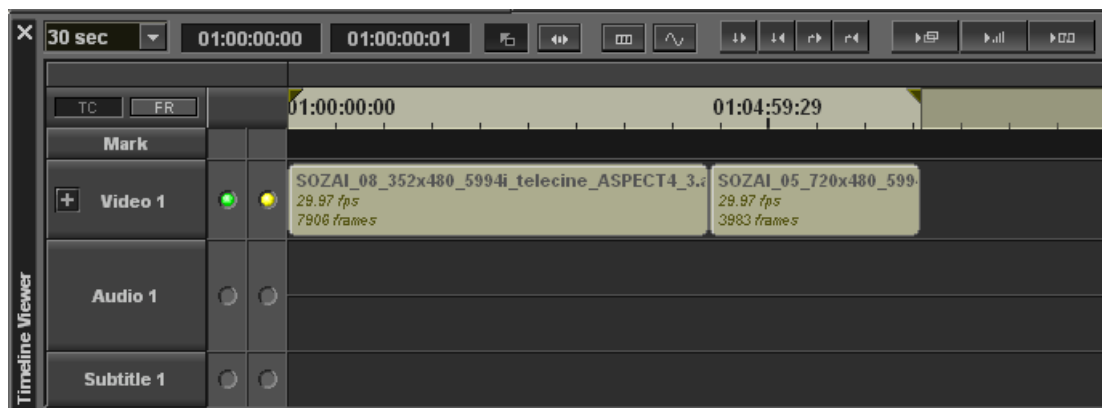 30 sec 01:00:00:00 01:00:00:01
TC FR 01:00:00:00 01:04:59:29
Mark
Video 1
SOZAI_08_352x480_5994i_telecine_ASPECT4_3.a
29.97 fps
7906 frames
SOZAI_05_720x480_599
29.97 fps
3983 frames
Audio 1
Subtitle 1
Timeline Viewer